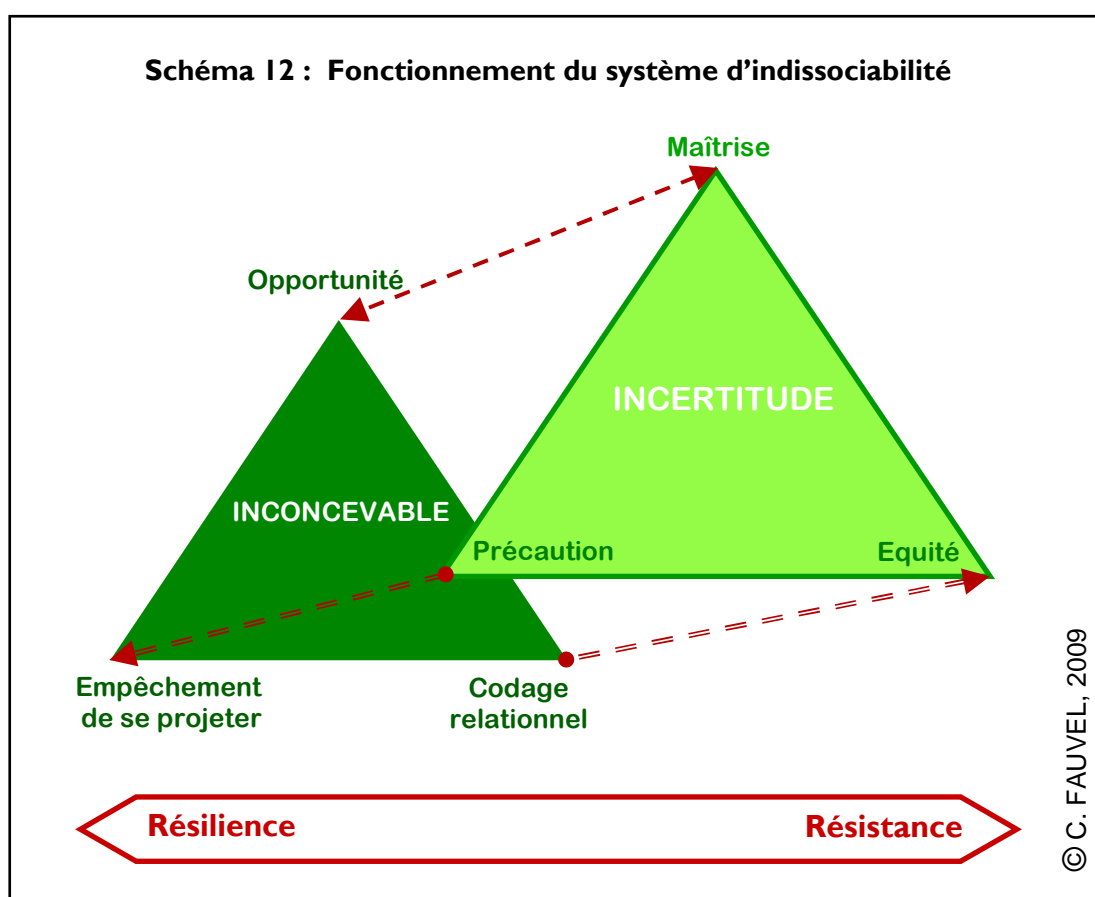 Schéma 12 : Fonctionnement du système d'indissociabilité
Maîtrise
Opportunité
INCERTITUDE
INCONCEVABLE
Précaution
Equité
Empêchement
de se projeter
Codage
relationnel
Résilience
Résistance
© C. FAUVEL, 2009